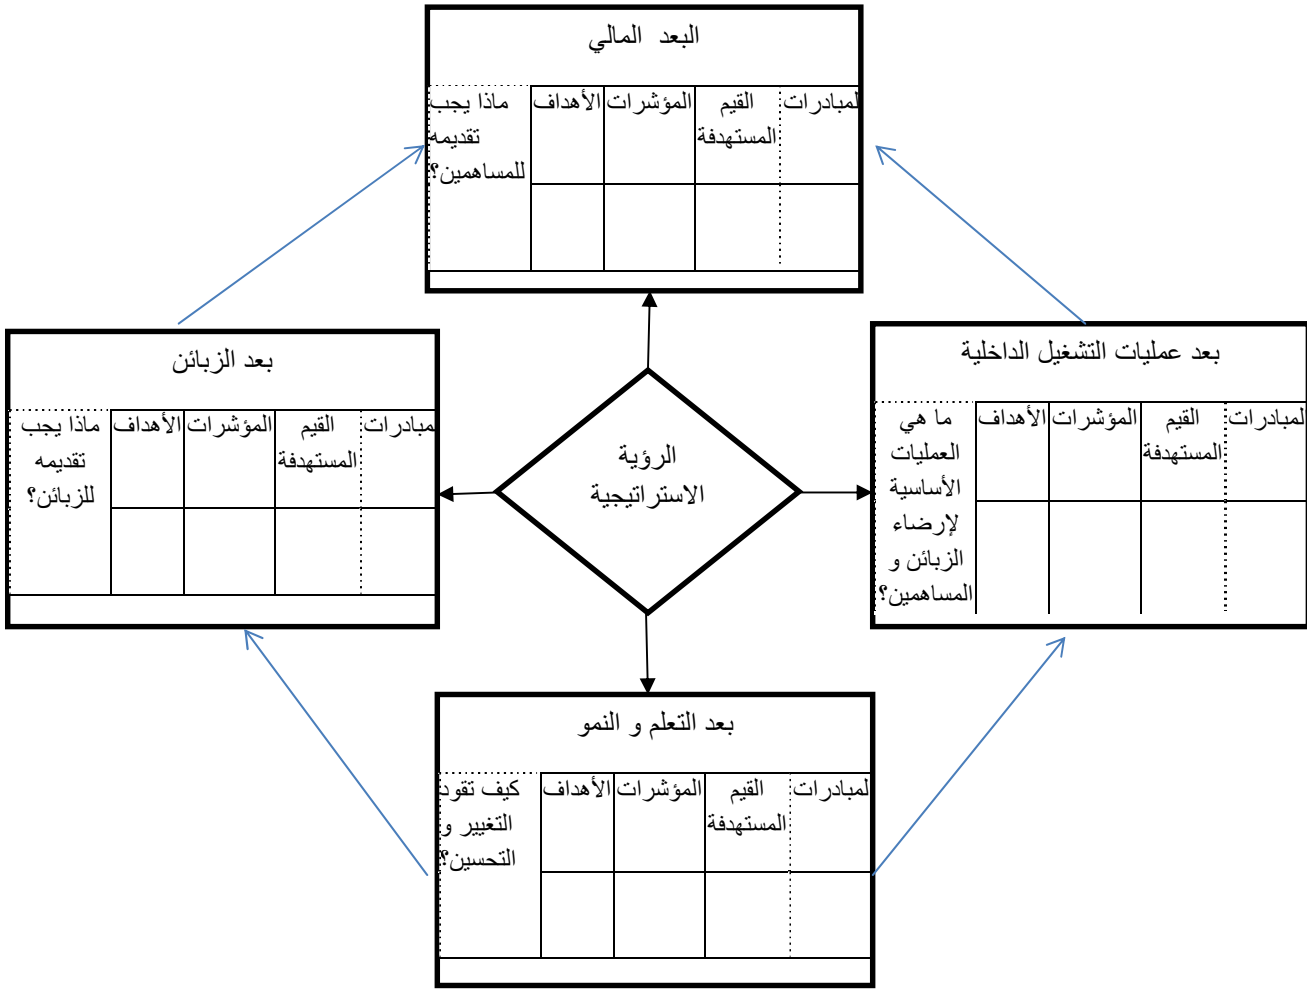 البعد المالي
ماذا يجب
تقديمه
للمساهمين؟
الأهداف
المؤشرات
القيم
المستهدفة
لمبادرات
بعد الزبائن
ماذا يجب
تقديمه
للزبائن؟
الأهداف
المؤشرات
القيم
المستهدفة
لمبادرات
الرؤية
الاستراتيجية
بعد عمليات التشغيل الداخلية
ما هي
العمليات
الأساسية
لإرضاء
الزبائن و
المساهمين؟
الأهداف
المؤشرات
القيم
المستهدفة
لمبادرات
بعد التعلم و النمو
كيف تقود
التغيير و
التحسين؟
الأهداف
المؤشرات
القيم
المستهدفة
لمبادرات